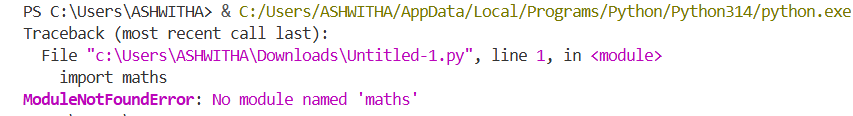 PS C:\Users\ASHWITHA> & C:/Users/ASHWITHA/AppData/Local/Programs/Python/Python314/python.exe
Traceback (most recent call last):
  File "c:\Users\ASHWITHA\Downloads\Untitled-1.py", line 1, in <module>
    import maths
ModuleNotFoundError: No module named 'maths'